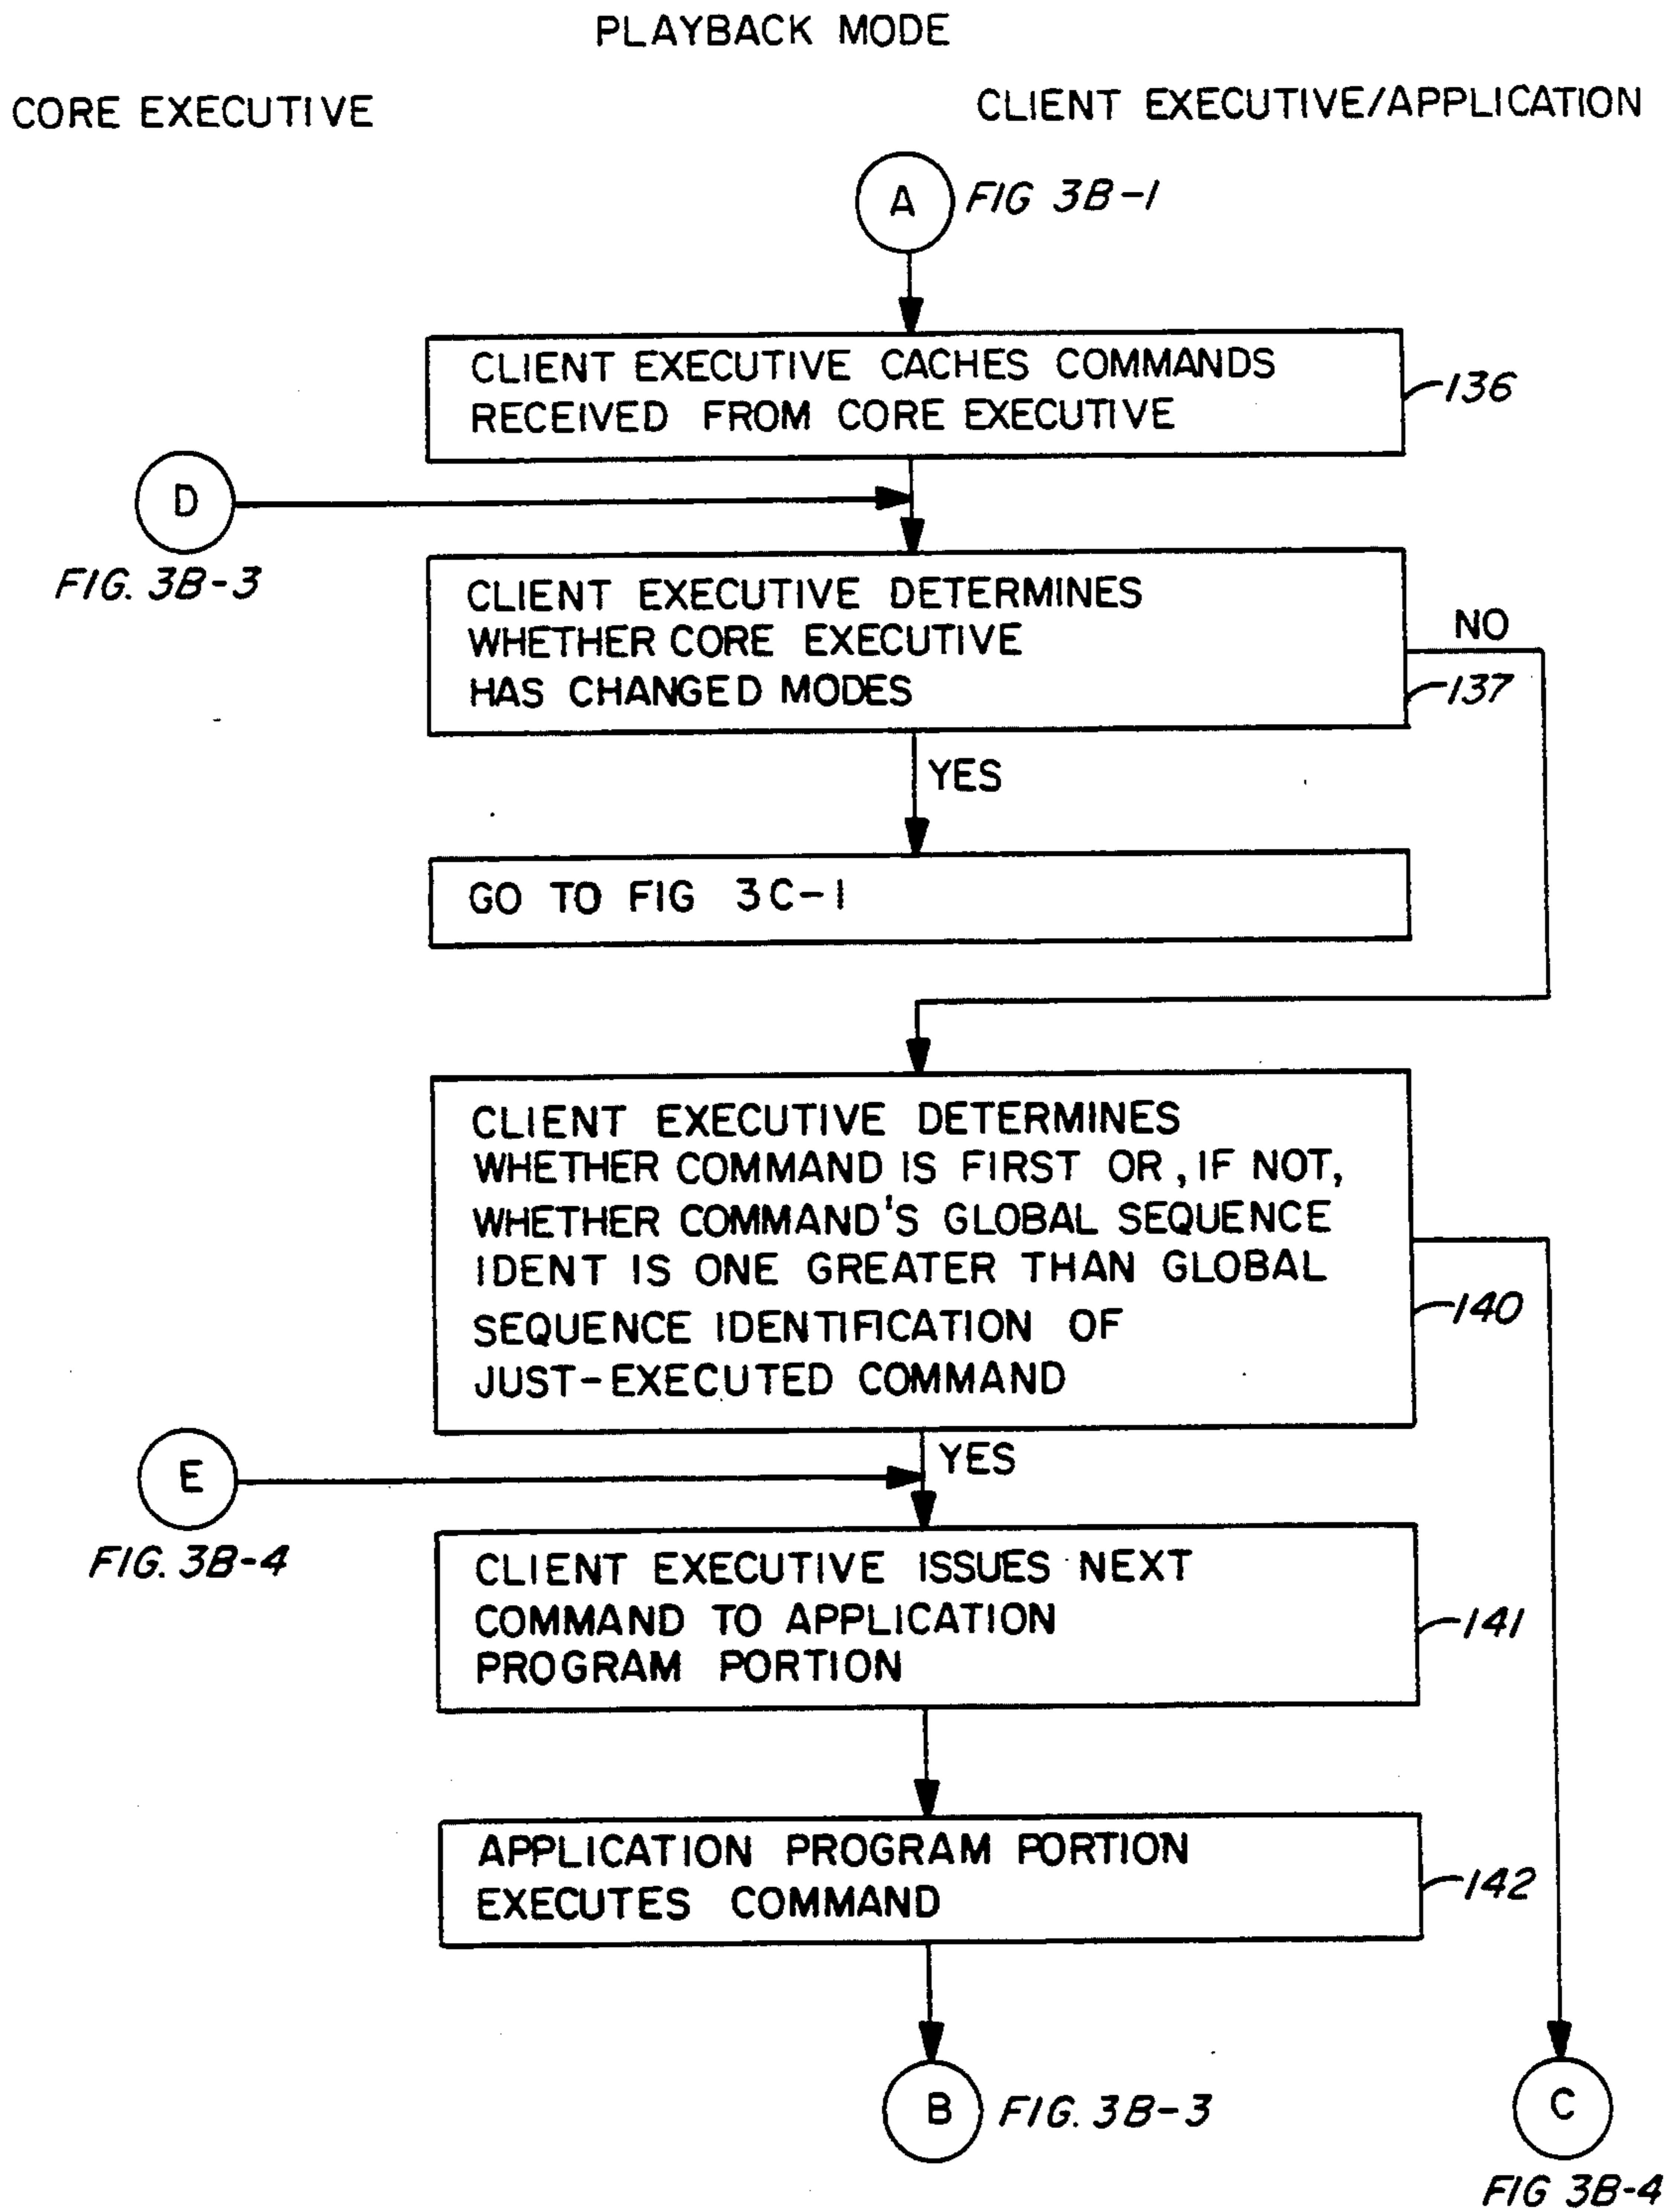 PLAYBACK MODE
CORE EXECUTIVE
CLIENT EXECUTIVE/APPLICATION
A
FIG 3B-1
CLIENT EXECUTIVE CACHES COMMANDS
RECEIVED FROM CORE EXECUTIVE
136
D
FIG. 3B-3
CLIENT EXECUTIVE DETERMINES
WHETHER CORE EXECUTIVE
HAS CHANGED MODES
NO
137
YES
GO TO FIG 3C-1
CLIENT EXECUTIVE DETERMINES
WHETHER COMMAND IS FIRST OR, IF NOT,
WHETHER COMMAND'S GLOBAL SEQUENCE
IDENT IS ONE GREATER THAN GLOBAL
SEQUENCE IDENTIFICATION OF
JUST-EXECUTED COMMAND
140
YES
E
FIG. 3B-4
CLIENT EXECUTIVE ISSUES NEXT
COMMAND TO APPLICATION
PROGRAM PORTION
141
APPLICATION PROGRAM PORTION
EXECUTES COMMAND
142
B
FIG. 3B-3
C
FIG 3B-4